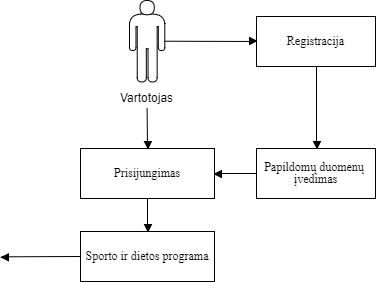 Registracija
Vartotojas
Prisijungimas
Papildomų duomenų
įvedimas
Sporto ir dietos programa